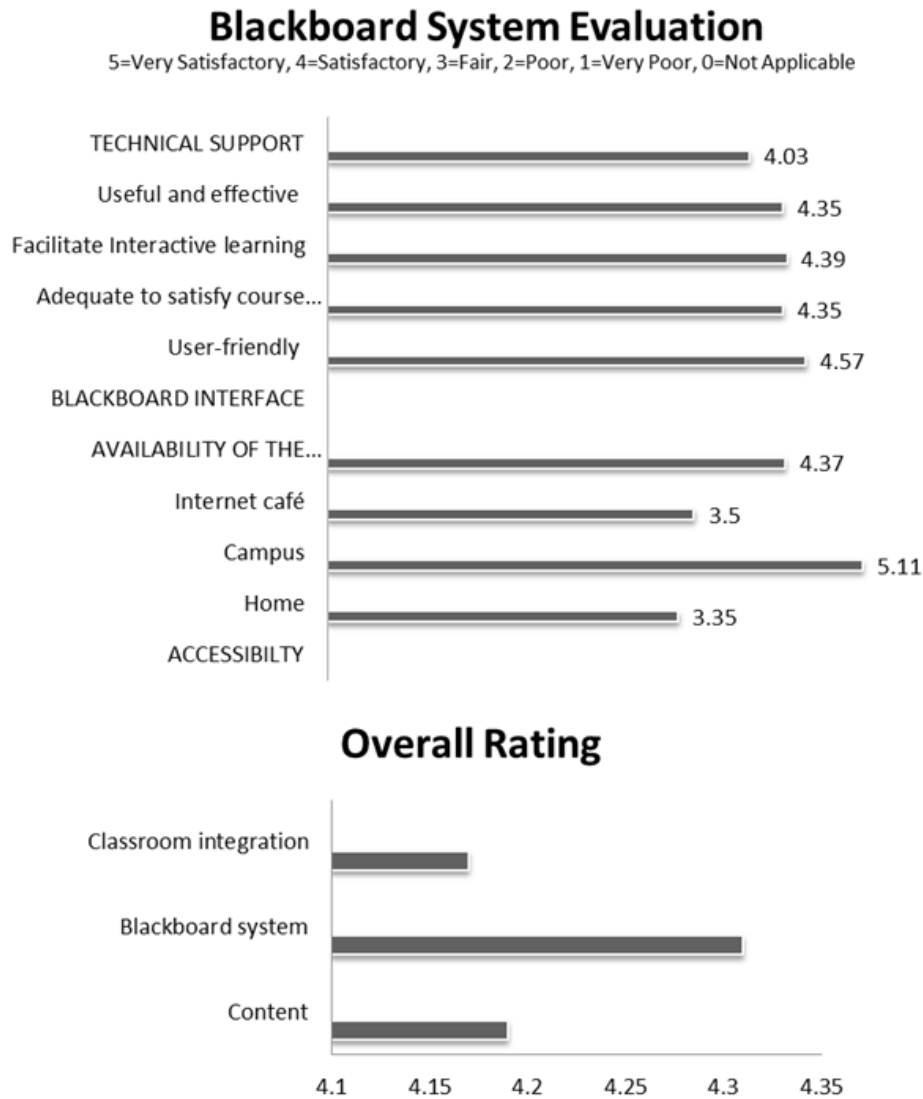 Blackboard System Evaluation
5=Very Satisfactory, 4=Satisfactory, 3=Fair, 2=Poor, 1=Very Poor, 0=Not Applicable
TECHNICAL SUPPORT 4.03
Useful and effective 4.35
Facilitate Interactive learning 4.39
Adequate to satisfy course... 4.35
User-friendly 4.57
BLACKBOARD INTERFACE
AVAILABILITY OF THE... 4.37
Internet café 3.5
Campus 5.11
Home 3.35
ACCESSIBILTY
Overall Rating
Classroom integration
Blackboard system
Content
4.1 4.15 4.2 4.25 4.3 4.35